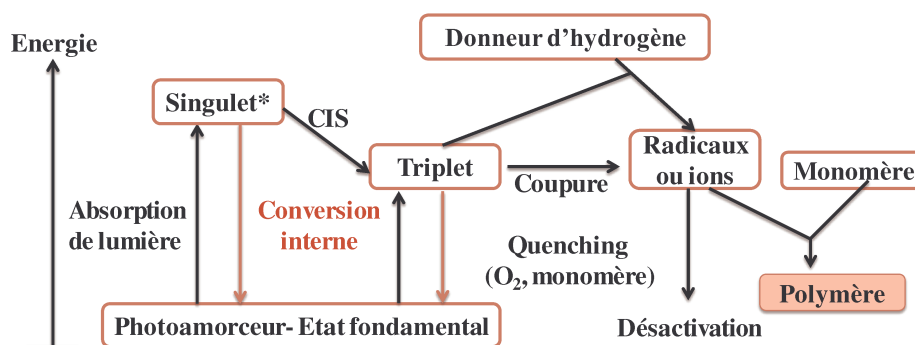 Donneur d’hydrogène
Energie
Singulet*
CIS
Triplet
Coupure
Radicaux
ou ions
Monomère
Absorption
de lumière
Conversion
interne
Quenching
(O₂, monomère)
Polymère
Photoamorceur- Etat fondamental
Désactivation